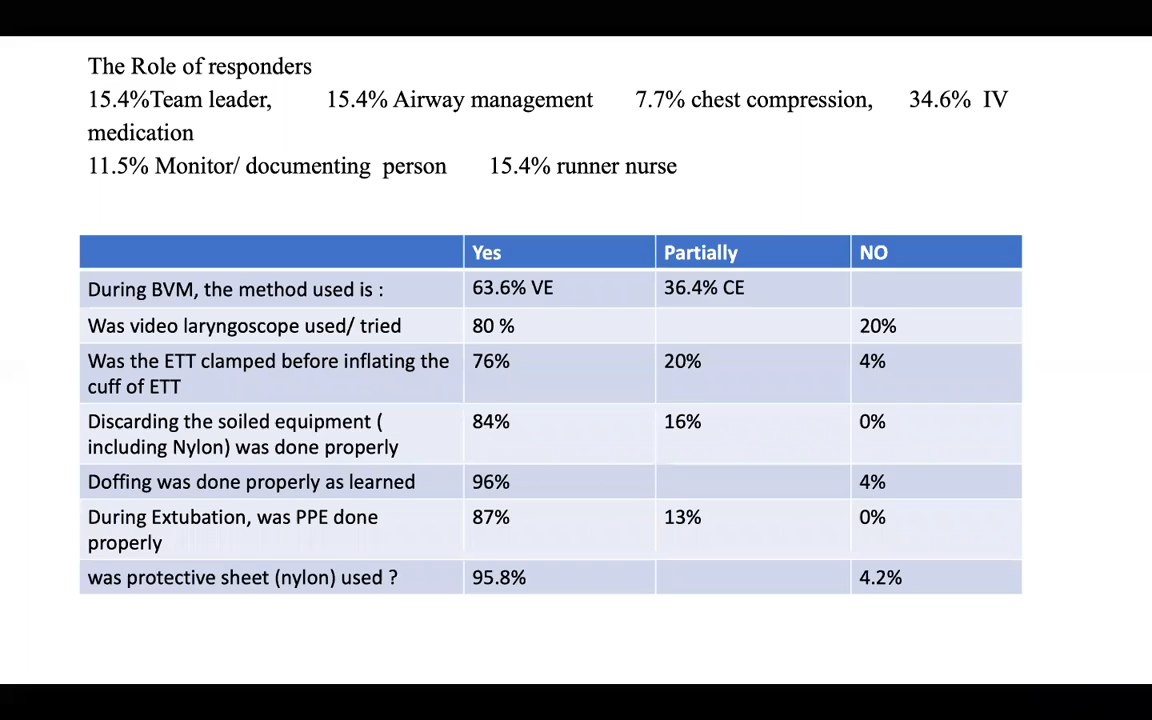 The Role of responders
15.4%Team leader, 15.4% Airway management 7.7% chest compression, 34.6% IV
medication
11.5% Monitor/ documenting person 15.4% runner nurse
Yes Partially NO
During BVM, the method used is : 63.6% VE 36.4% CE
Was video laryngoscope used/ tried 80 % 20%
Was the ETT clamped before inflating the 76% 20% 4%
cuff of ETT
Discarding the soiled equipment ( 84% 16% 0%
including Nylon) was done properly
Doffing was done properly as learned 96% 4%
During Extubation, was PPE done 87% 13% 0%
properly
was protective sheet (nylon) used ? 95.8% 4.2%